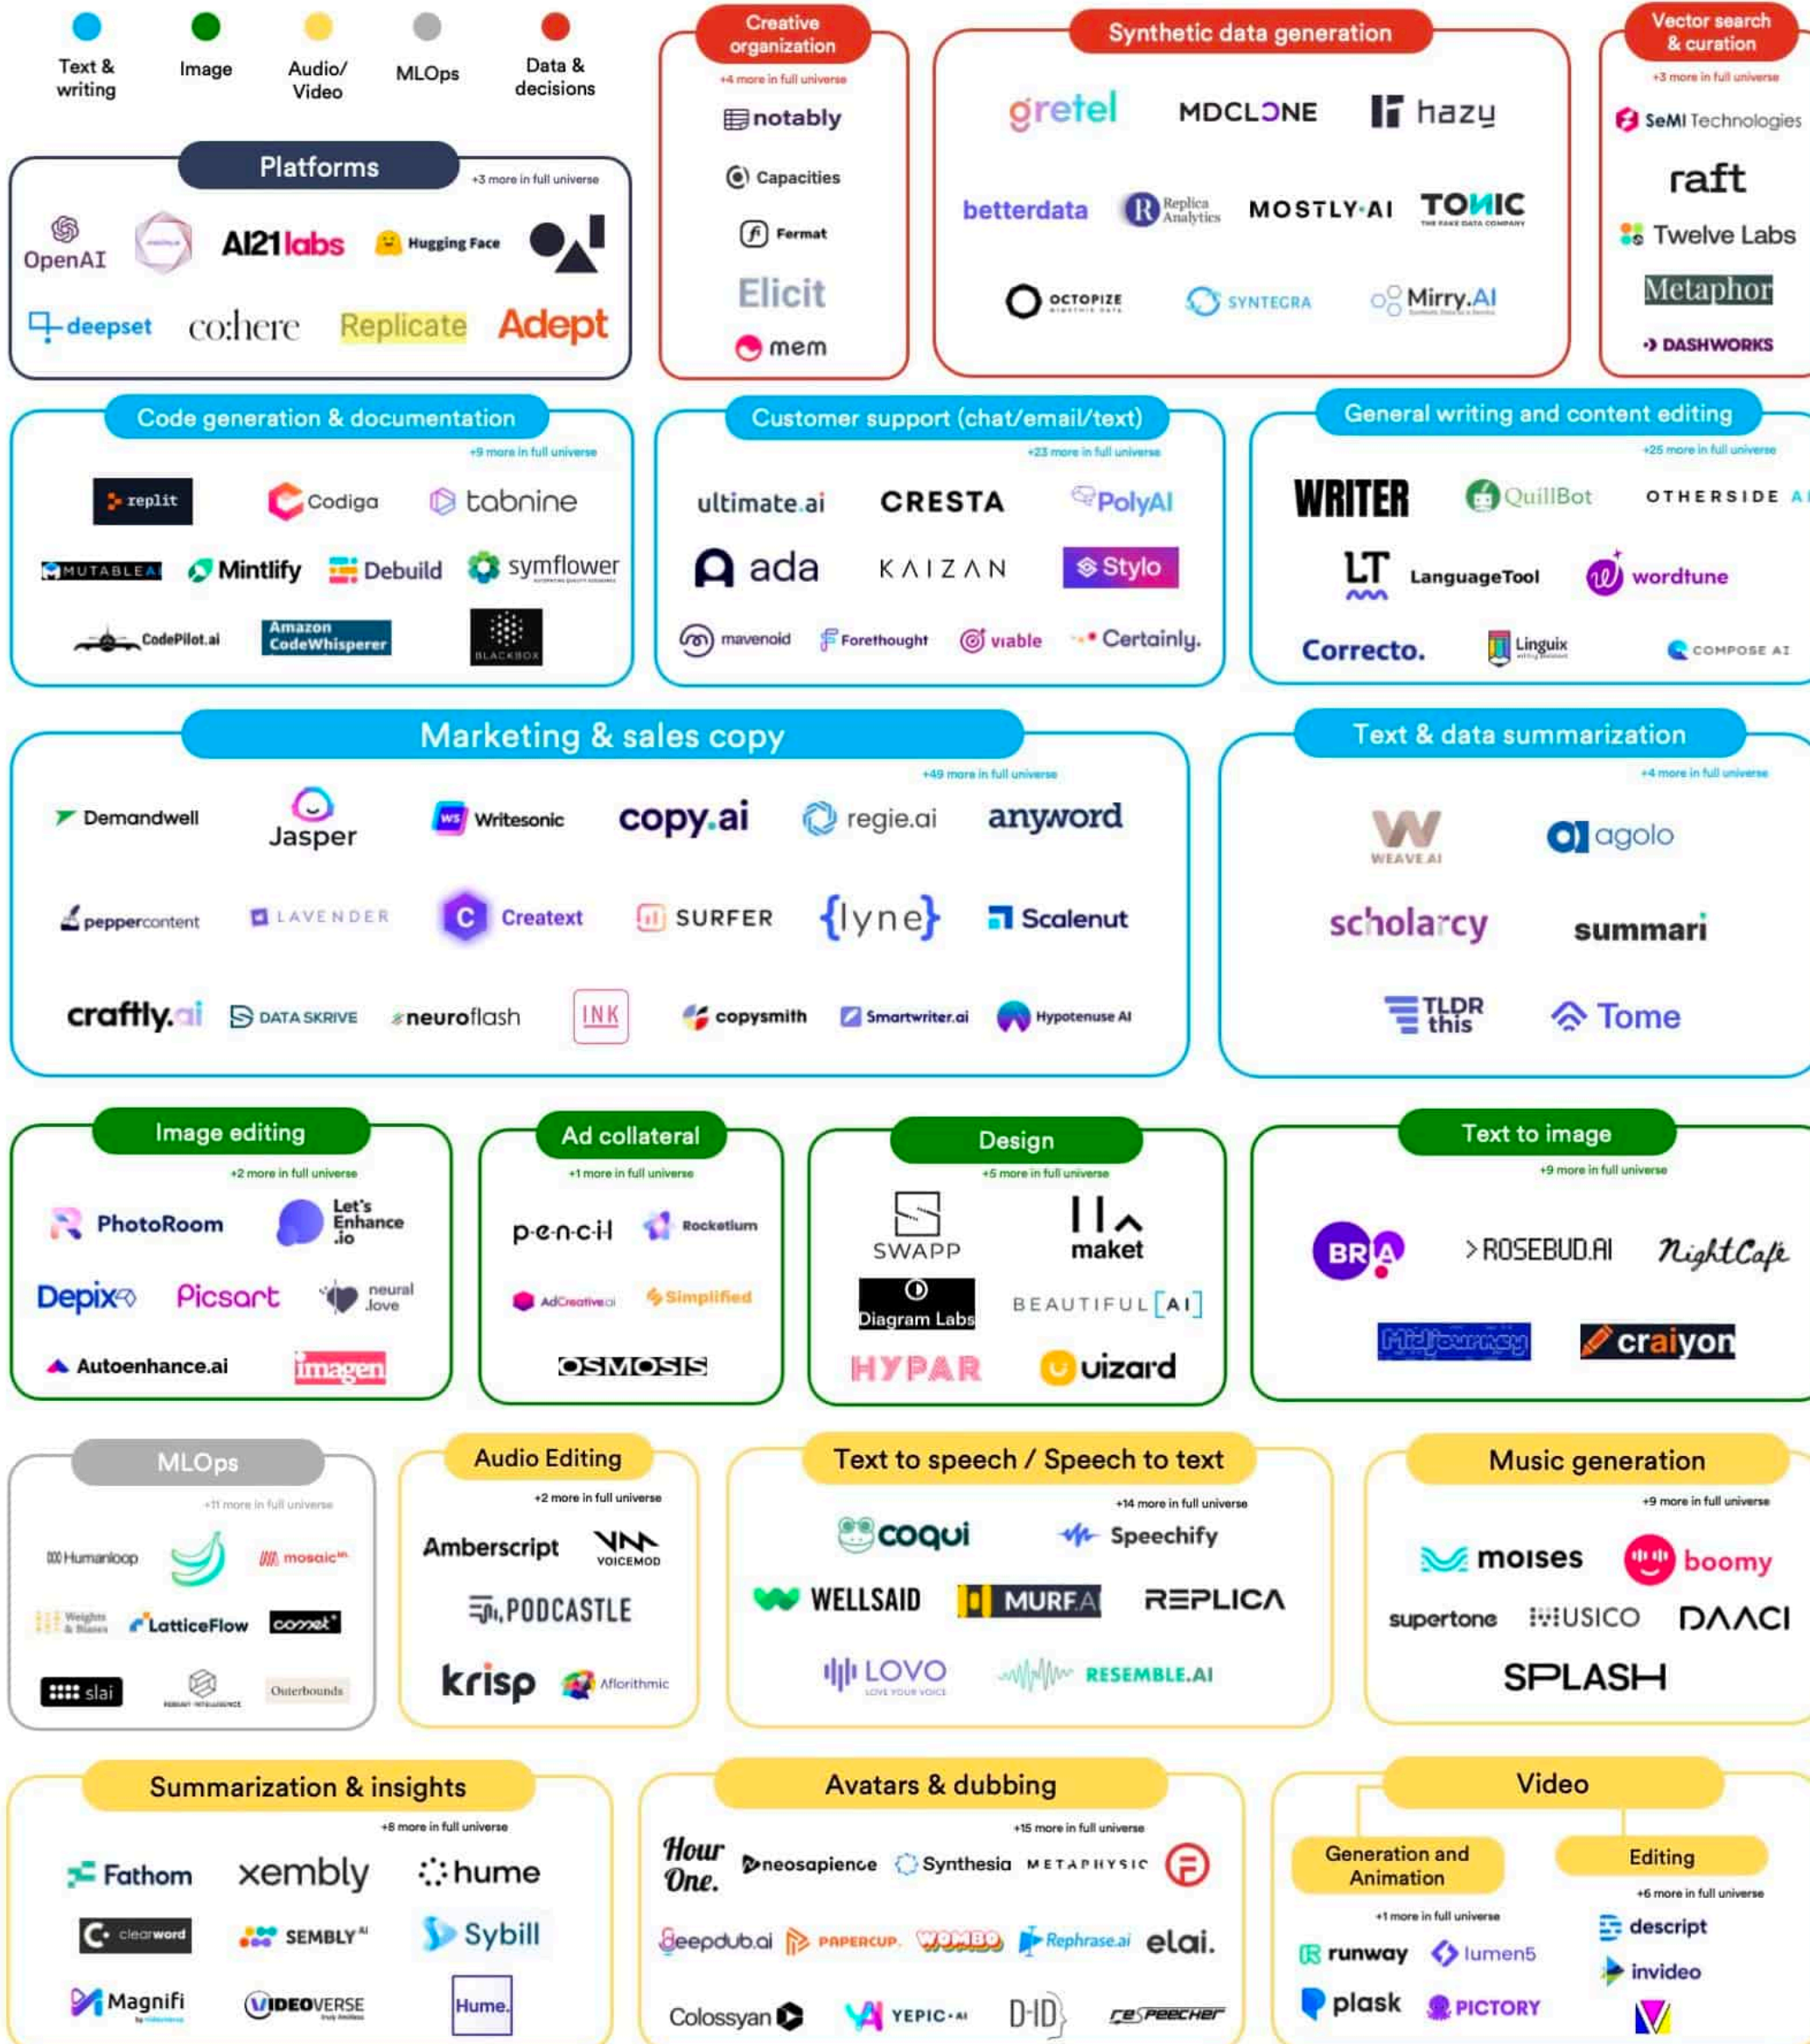 Text &
writing
Image
Audio/
Video
MLOps
Data &
decisions
Creative
organization
+4 more in full universe
notably
Capacities
Fermat
Elicit
mem
Synthetic data generation
gretel
MDCLONE
hazy
betterdata
Replica
Analytics
MOSTLY·AI
TONIC
THE FAKE DATA COMPANY
OCTOPIZE
SYNTEGRA
Mirry.AI
Vector search
& curation
+3 more in full universe
SeMI Technologies
raft
Twelve Labs
Metaphor
DASHWORKS
Platforms
+3 more in full universe
OpenAI
AI21labs
Hugging Face
deepset
co:here
Replicate
Adept
Code generation & documentation
+9 more in full universe
replit
Codiga
tabnine
MUTABLEAI
Mintlify
Debuild
symflower
CodePilot.ai
Amazon
CodeWhisperer
BLACKBOX
Customer support (chat/email/text)
+23 more in full universe
ultimate.ai
CRESTA
PolyAI
ada
KAIZAN
Stylo
mavenoid
Forethought
viable
Certainly.
General writing and content editing
+25 more in full universe
WRITER
QuillBot
OTHERSIDE AI
LT
LanguageTool
wordtune
Correcto.
Linguix
COMPOSE AI
Marketing & sales copy
+49 more in full universe
Demandwell
Jasper
WS Writesonic
copy.ai
regie.ai
anyword
peppercontent
LAVENDER
C Creatext
SURFER
{lyne}
Scalenut
craftly.ai
DATA SKRIVE
neuroflash
INK
copysmith
Smartwriter.ai
Hypotenuse AI
Text & data summarization
+4 more in full universe
W
WEAVE.AI
agolo
scholarcy
summari
TLDR
this
Tome
Image editing
+2 more in full universe
PhotoRoom
Let's
Enhance
.io
Depix
Picsart
neural
.love
Autoenhance.ai
imagen
Ad collateral
+1 more in full universe
p-e-n-c-i-l
Rocketium
AdCreative.ai
Simplified
OSMOSIS
Design
+5 more in full universe
SWAPP
maket
Diagram Labs
BEAUTIFUL[AI]
HYPAR
uizard
Text to image
+9 more in full universe
BRIA
>ROSEBUD.AI
NightCafé
Midjourney
craiyon
MLOps
+11 more in full universe
Humanloop
mosaic ML
Weights
& Biases
LatticeFlow
comet
slai
ROBUST INTELLIGENCE
Outerbounds
Audio Editing
+2 more in full universe
Amberscript
VOICEMOD
PODCASTLE
krisp
Aflorithmic
Text to speech / Speech to text
+14 more in full universe
coqui
Speechify
WELLSAID
MURF.AI
REPLICA
LOVO
LOVE YOUR VOICE
RESEMBLE.AI
Music generation
+9 more in full universe
moises
boomy
supertone
MUSICO
DAACI
SPLASH
Summarization & insights
+8 more in full universe
Fathom
xembly
hume
clearword
SEMBLY AI
Sybill
Magnifi
VIDEOVERSE
Hume.
Avatars & dubbing
+15 more in full universe
Hour
One.
neosapience
Synthesia
METAPHYSIC
F
deepdub.ai
PAPERCUP.
WOMBO
Rephrase.ai
elai.
Colossyan
YEPIC·AI
D-ID
reSPEECHER
Video
Generation and
Animation
+1 more in full universe
runway
lumen5
plask
PICTORY
Editing
+6 more in full universe
descript
invideo